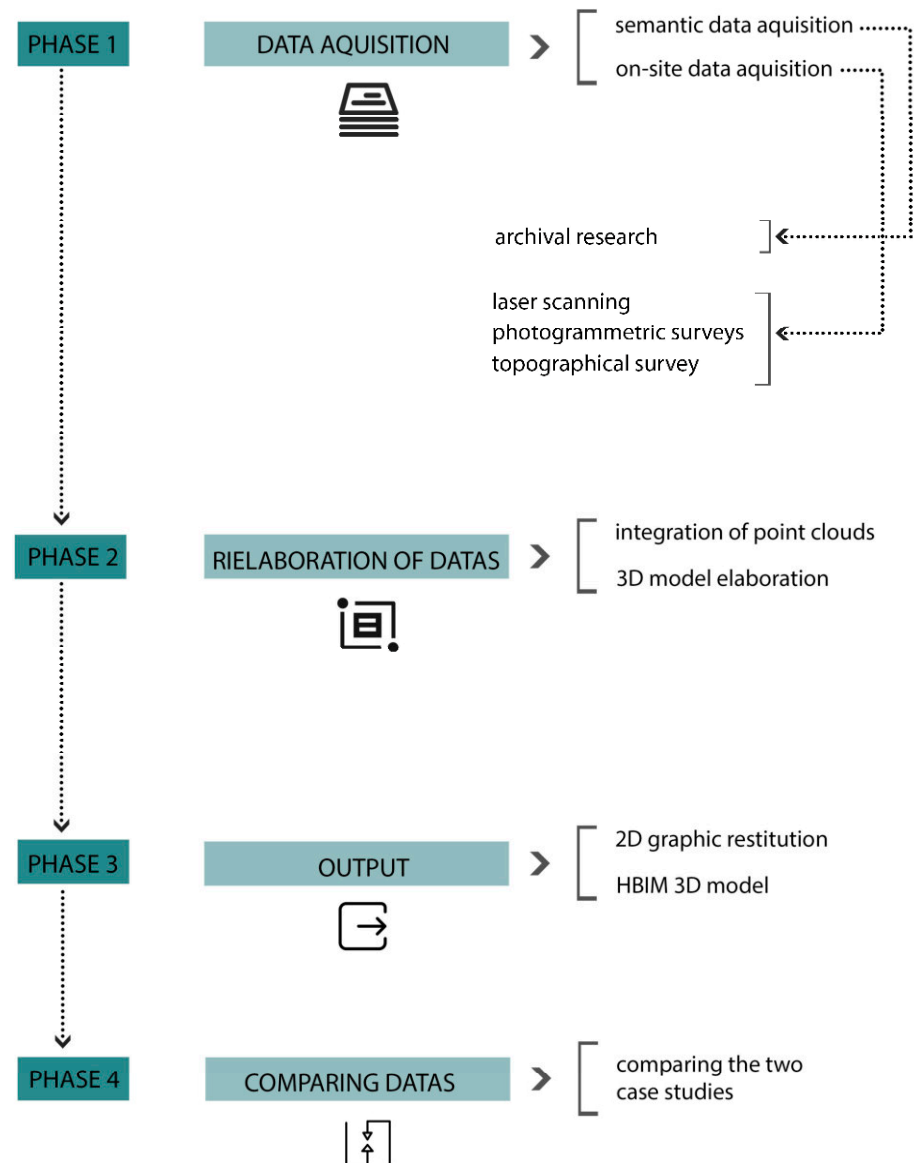 PHASE 1
DATA AQUISITION
semantic data aquisition
on-site data aquisition
archival research
laser scanning
photogrammetric surveys
topographical survey
PHASE 2
RIELABORATION OF DATAS
integration of point clouds
3D model elaboration
PHASE 3
OUTPUT
2D graphic restitution
HBIM 3D model
PHASE 4
COMPARING DATAS
comparing the two
case studies